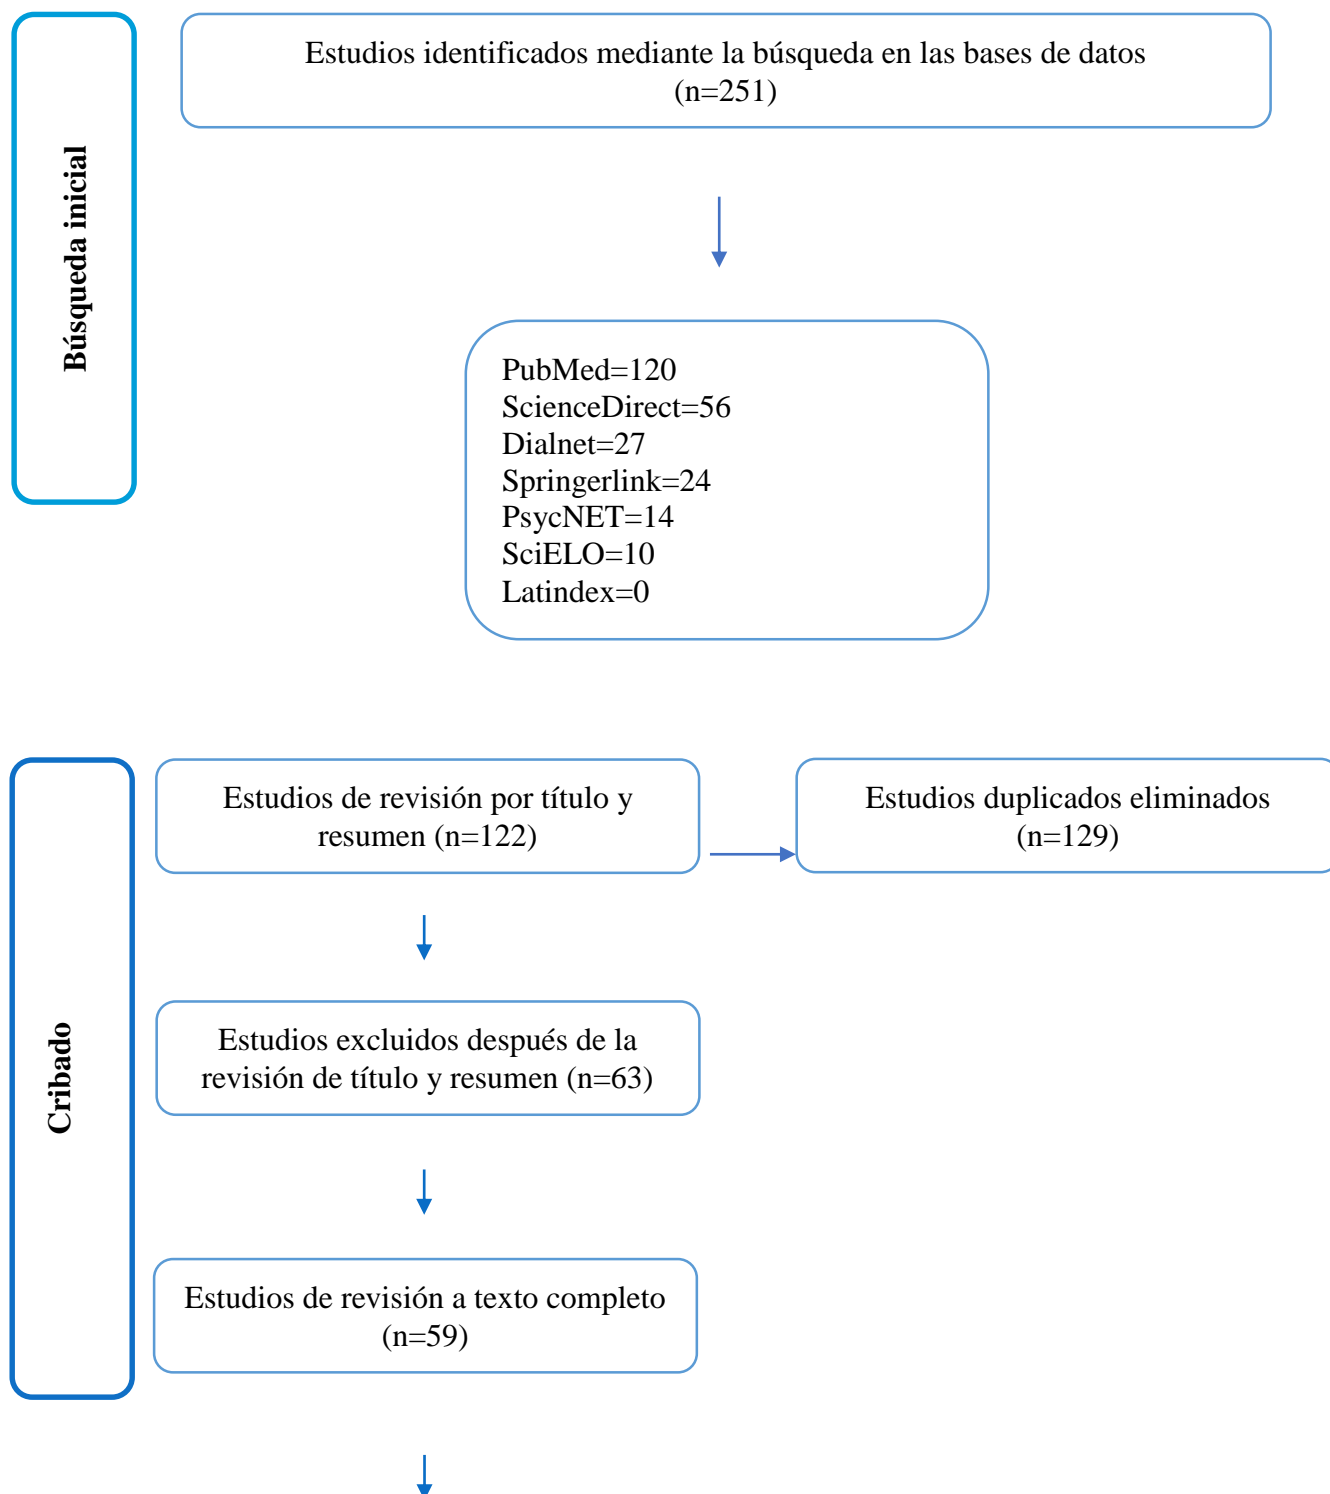 Búsqueda inicial
Estudios identificados mediante la búsqueda en las bases de datos
(n=251)
PubMed=120
ScienceDirect=56
Dialnet=27
Springerlink=24
PsycNET=14
SciELO=10
Latindex=0
Cribado
Estudios de revisión por título y
resumen (n=122)
Estudios duplicados eliminados
(n=129)
Estudios excluidos después de la
revisión de título y resumen (n=63)
Estudios de revisión a texto completo
(n=59)